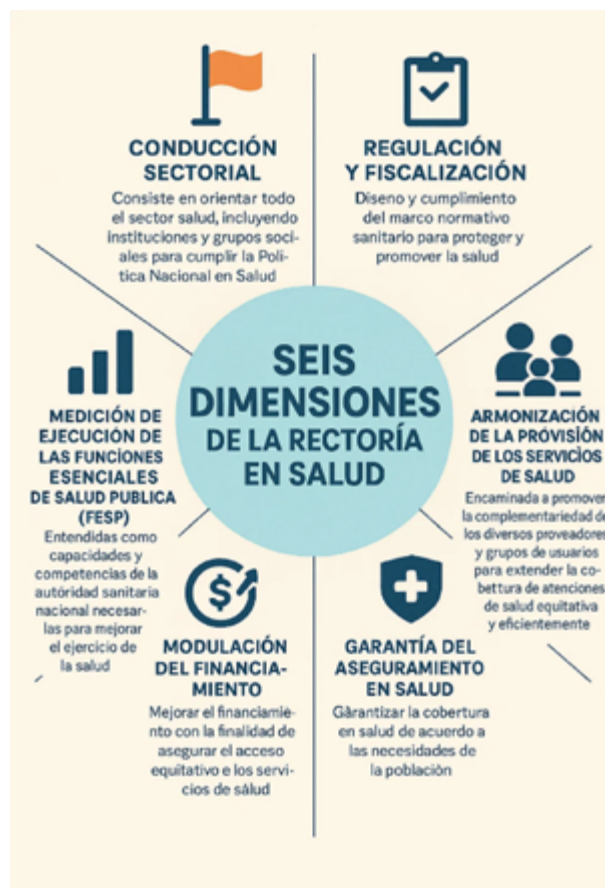 CONDUCCIÓN
SECTORIAL
Consiste en orientar todo
el sector salud, incluyendo
instituciones y grupos soci-
ales para cumplir la Polí-
tica Nacional en Salud
REGULACIÓN
Y FISCALIZACIÓN
Diseno y cumplimiento
del marco normativo
sanitario para proteger y
promover la salud
SEIS
DIMENSIONES
DE LA RECTORÍA
EN SALUD
MEDICIÓN DE
EJECUCIÓN DE
LAS FUNCIONES
ESENCIALES
DE SALUD PUBLICA
(FESP)
Entendidas como
capacidades y
competencias de la
autóridad sanitaria
nacional necesar-
las para mejorar
el ejercicio de
la salud
ARMONIZACIÓN
DE LA PROVISIÓN
DE LOS SERVICIOS
DE SALUD
Encaminada a promover
la complementariedad de
los diversos proveedores
y grupos de usuarios
para extender la co-
bettura de atenciones
de salud equitativa
y eficientemente
MODULACIÓN
DEL FINANCIA-
MIENTO
Mejorar el financiamie-
nto con la finalidad de
asegurar el acceso
equitativo e los servi-
cios de sálud
GARANTÍA DEL
ASEGURAMIENTO
EN SALUD
Gàrantizar la cobertura
en salud de acuerdo a
las necesidades de
la población